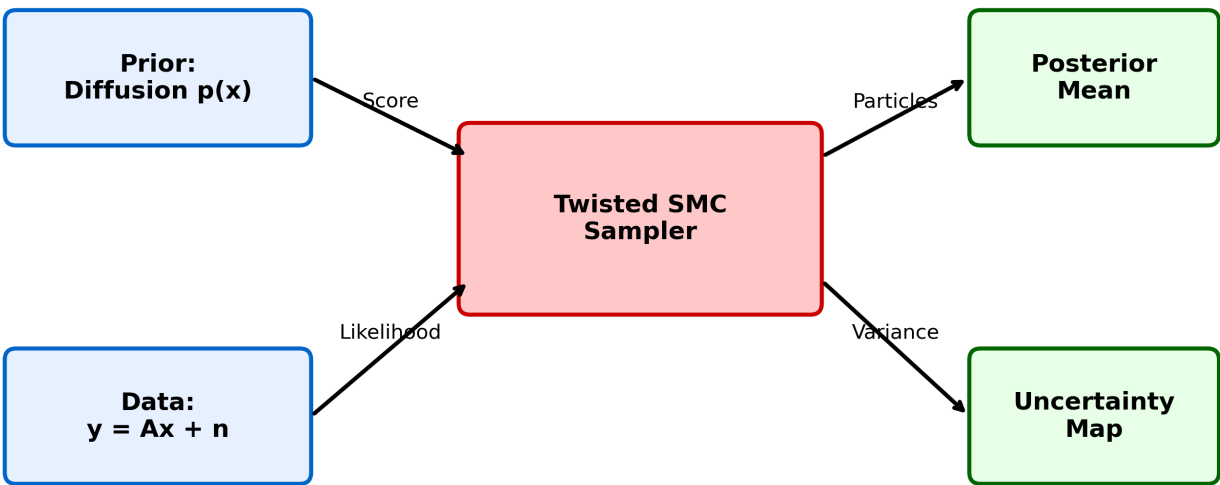 Prior:
Diffusion p(x)
Score
Data:
y = Ax + n
Likelihood
Twisted SMC
Sampler
Particles
Posterior
Mean
Variance
Uncertainty
Map